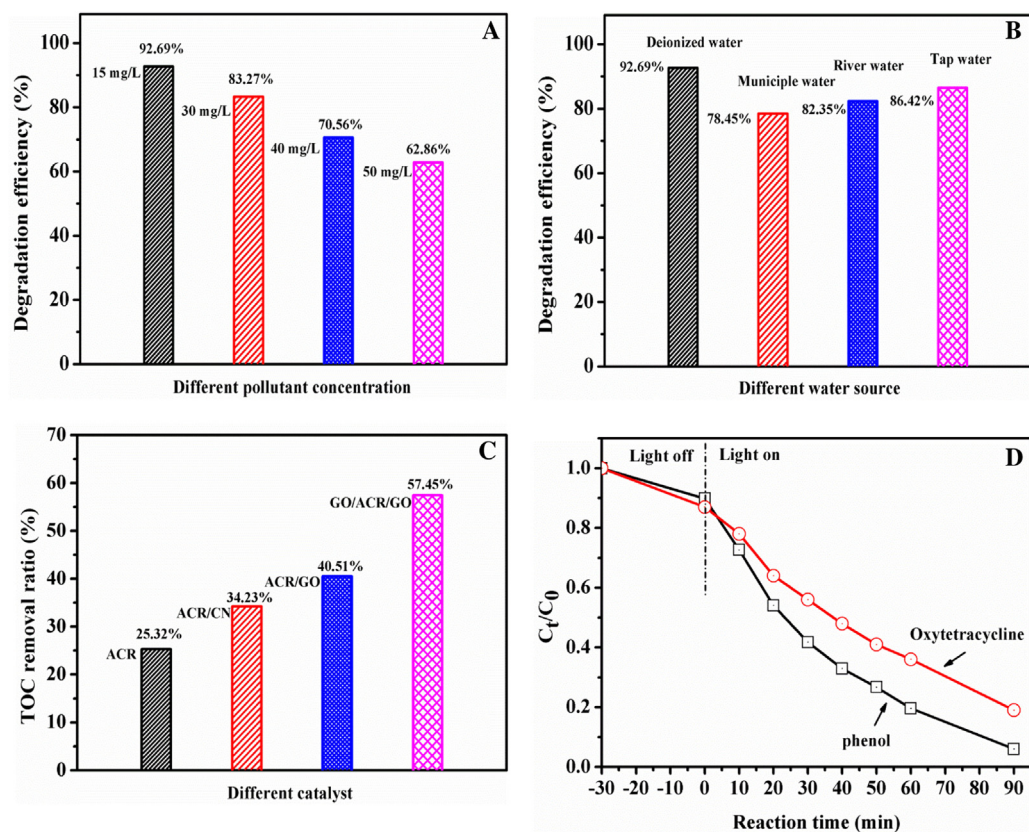 A
Degradation efficiency (%)
100
80
60
40
20
0
92.69%
15 mg/L
83.27%
30 mg/L
70.56%
40 mg/L
62.86%
50 mg/L
Different pollutant concentration
B
Degradation efficiency (%)
100
80
60
40
20
0
Deionized water
92.69%
Municiple water
78.45%
River water
82.35%
Tap water
86.42%
Different water source
C
TOC removal ratio (%)
70
60
50
40
30
20
10
0
25.32%
ACR
34.23%
ACR/CN
40.51%
ACR/GO
57.45%
GO/ACR/GO
Different catalyst
D
Light off
Light on
Ct/C0
1.0
0.8
0.6
0.4
0.2
0.0
Oxytetracycline
phenol
-30 -20 -10 0 10 20 30 40 50 60 70 80 90
Reaction time (min)